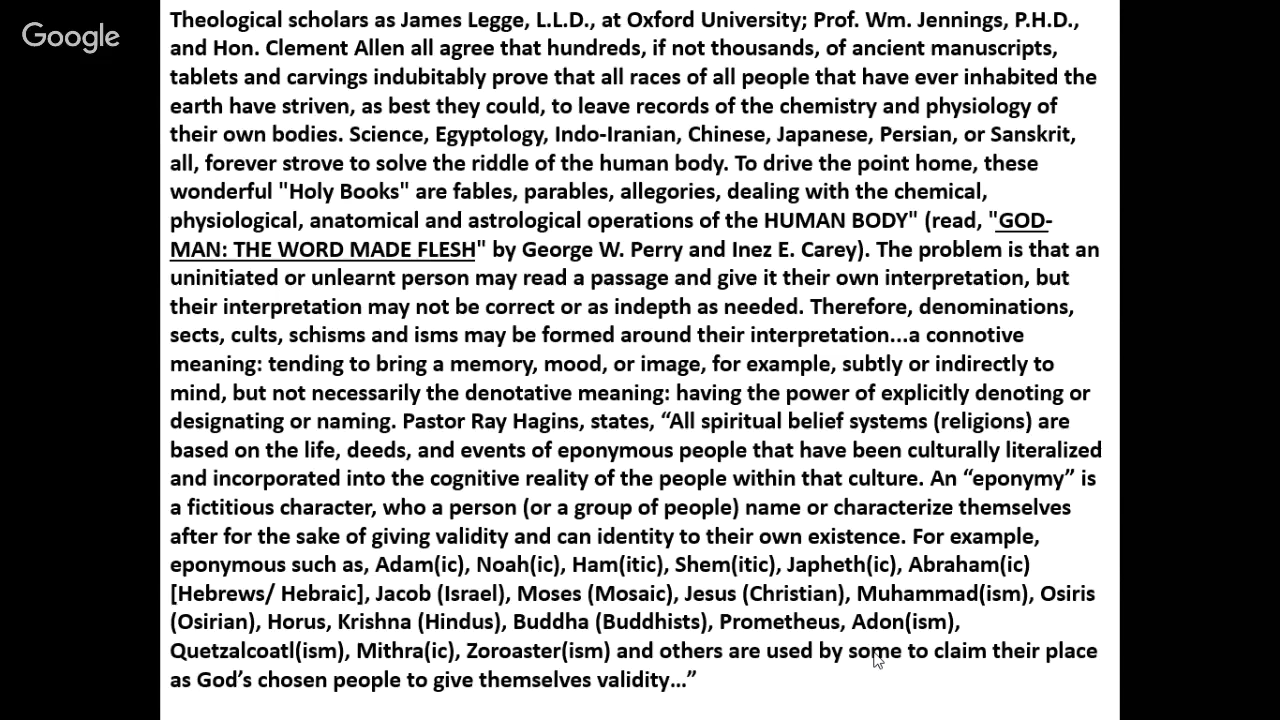 Google
Theological scholars as James Legge, L.L.D., at Oxford University; Prof. Wm. Jennings, P.H.D.,
and Hon. Clement Allen all agree that hundreds, if not thousands, of ancient manuscripts,
tablets and carvings indubitably prove that all races of all people that have ever inhabited the
earth have striven, as best they could, to leave records of the chemistry and physiology of
their own bodies. Science, Egyptology, Indo-Iranian, Chinese, Japanese, Persian, or Sanskrit,
all, forever strove to solve the riddle of the human body. To drive the point home, these
wonderful "Holy Books" are fables, parables, allegories, dealing with the chemical,
physiological, anatomical and astrological operations of the HUMAN BODY" (read, "GOD-
MAN: THE WORD MADE FLESH" by George W. Perry and Inez E. Carey). The problem is that an
uninitiated or unlearnt person may read a passage and give it their own interpretation, but
their interpretation may not be correct or as indepth as needed. Therefore, denominations,
sects, cults, schisms and isms may be formed around their interpretation...a connotive
meaning: tending to bring a memory, mood, or image, for example, subtly or indirectly to
mind, but not necessarily the denotative meaning: having the power of explicitly denoting or
designating or naming. Pastor Ray Hagins, states, “All spiritual belief systems (religions) are
based on the life, deeds, and events of eponymous people that have been culturally literalized
and incorporated into the cognitive reality of the people within that culture. An “eponymy” is
a fictitious character, who a person (or a group of people) name or characterize themselves
after for the sake of giving validity and can identity to their own existence. For example,
eponymous such as, Adam(ic), Noah(ic), Ham(itic), Shem(itic), Japheth(ic), Abraham(ic)
[Hebrews/ Hebraic], Jacob (Israel), Moses (Mosaic), Jesus (Christian), Muhammad(ism), Osiris
(Osirian), Horus, Krishna (Hindus), Buddha (Buddhists), Prometheus, Adon(ism),
Quetzalcoatl(ism), Mithra(ic), Zoroaster(ism) and others are used by some to claim their place
as God’s chosen people to give themselves validity…”